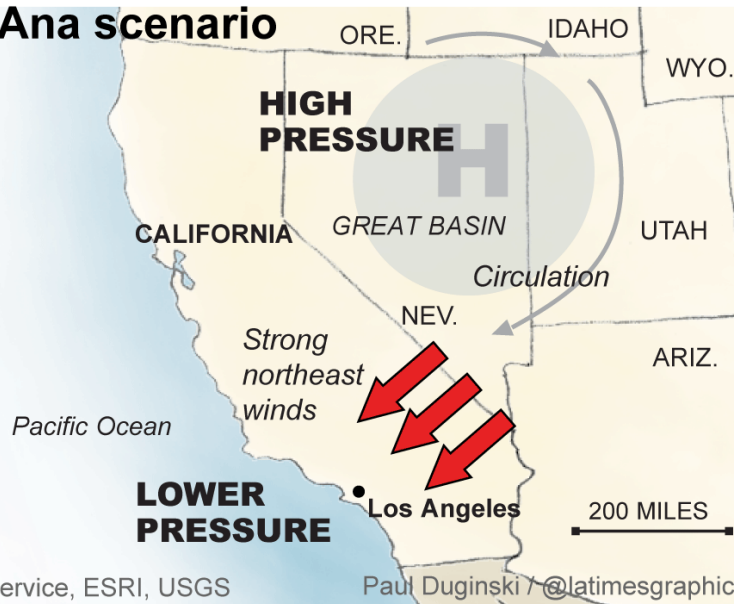 Ana scenario
ORE.
IDAHO
WYO.
HIGH
PRESSURE
H
CALIFORNIA
GREAT BASIN
UTAH
Circulation
NEV.
Strong
northeast
winds
ARIZ.
Pacific Ocean
LOWER
PRESSURE
Los Angeles
200 MILES
ervice, ESRI, USGS
Paul Duginski / @latimesgraphic